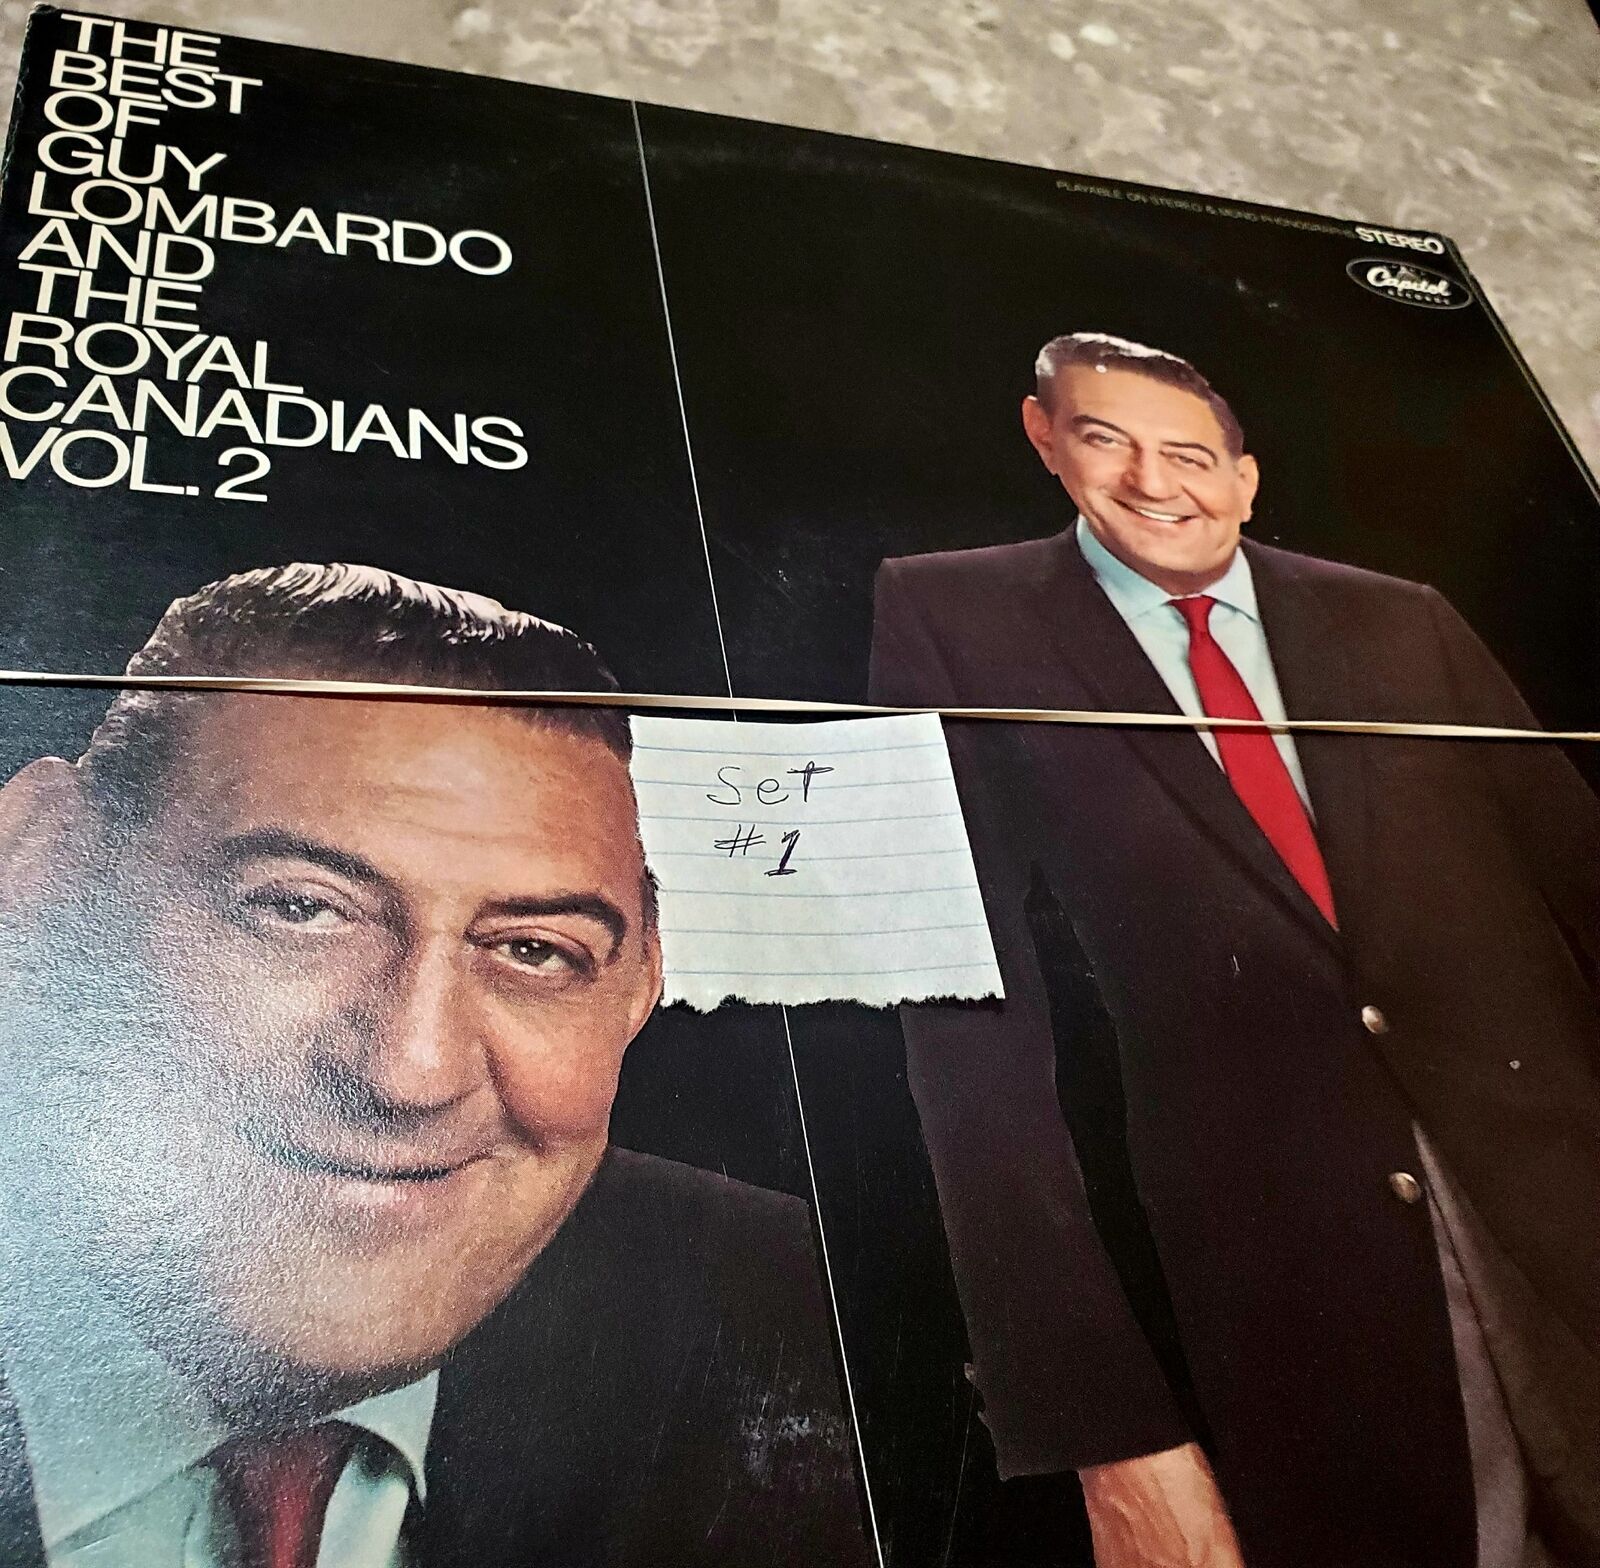 THE
BEST
OF
GUY
LOMBARDO
AND
THE
ROYAL
CANADIANS
VOL. 2
PLAYABLE ON STEREO & MONO PHONOGRAPHS
STEREO
Capitol
RECORDS
Set
#1